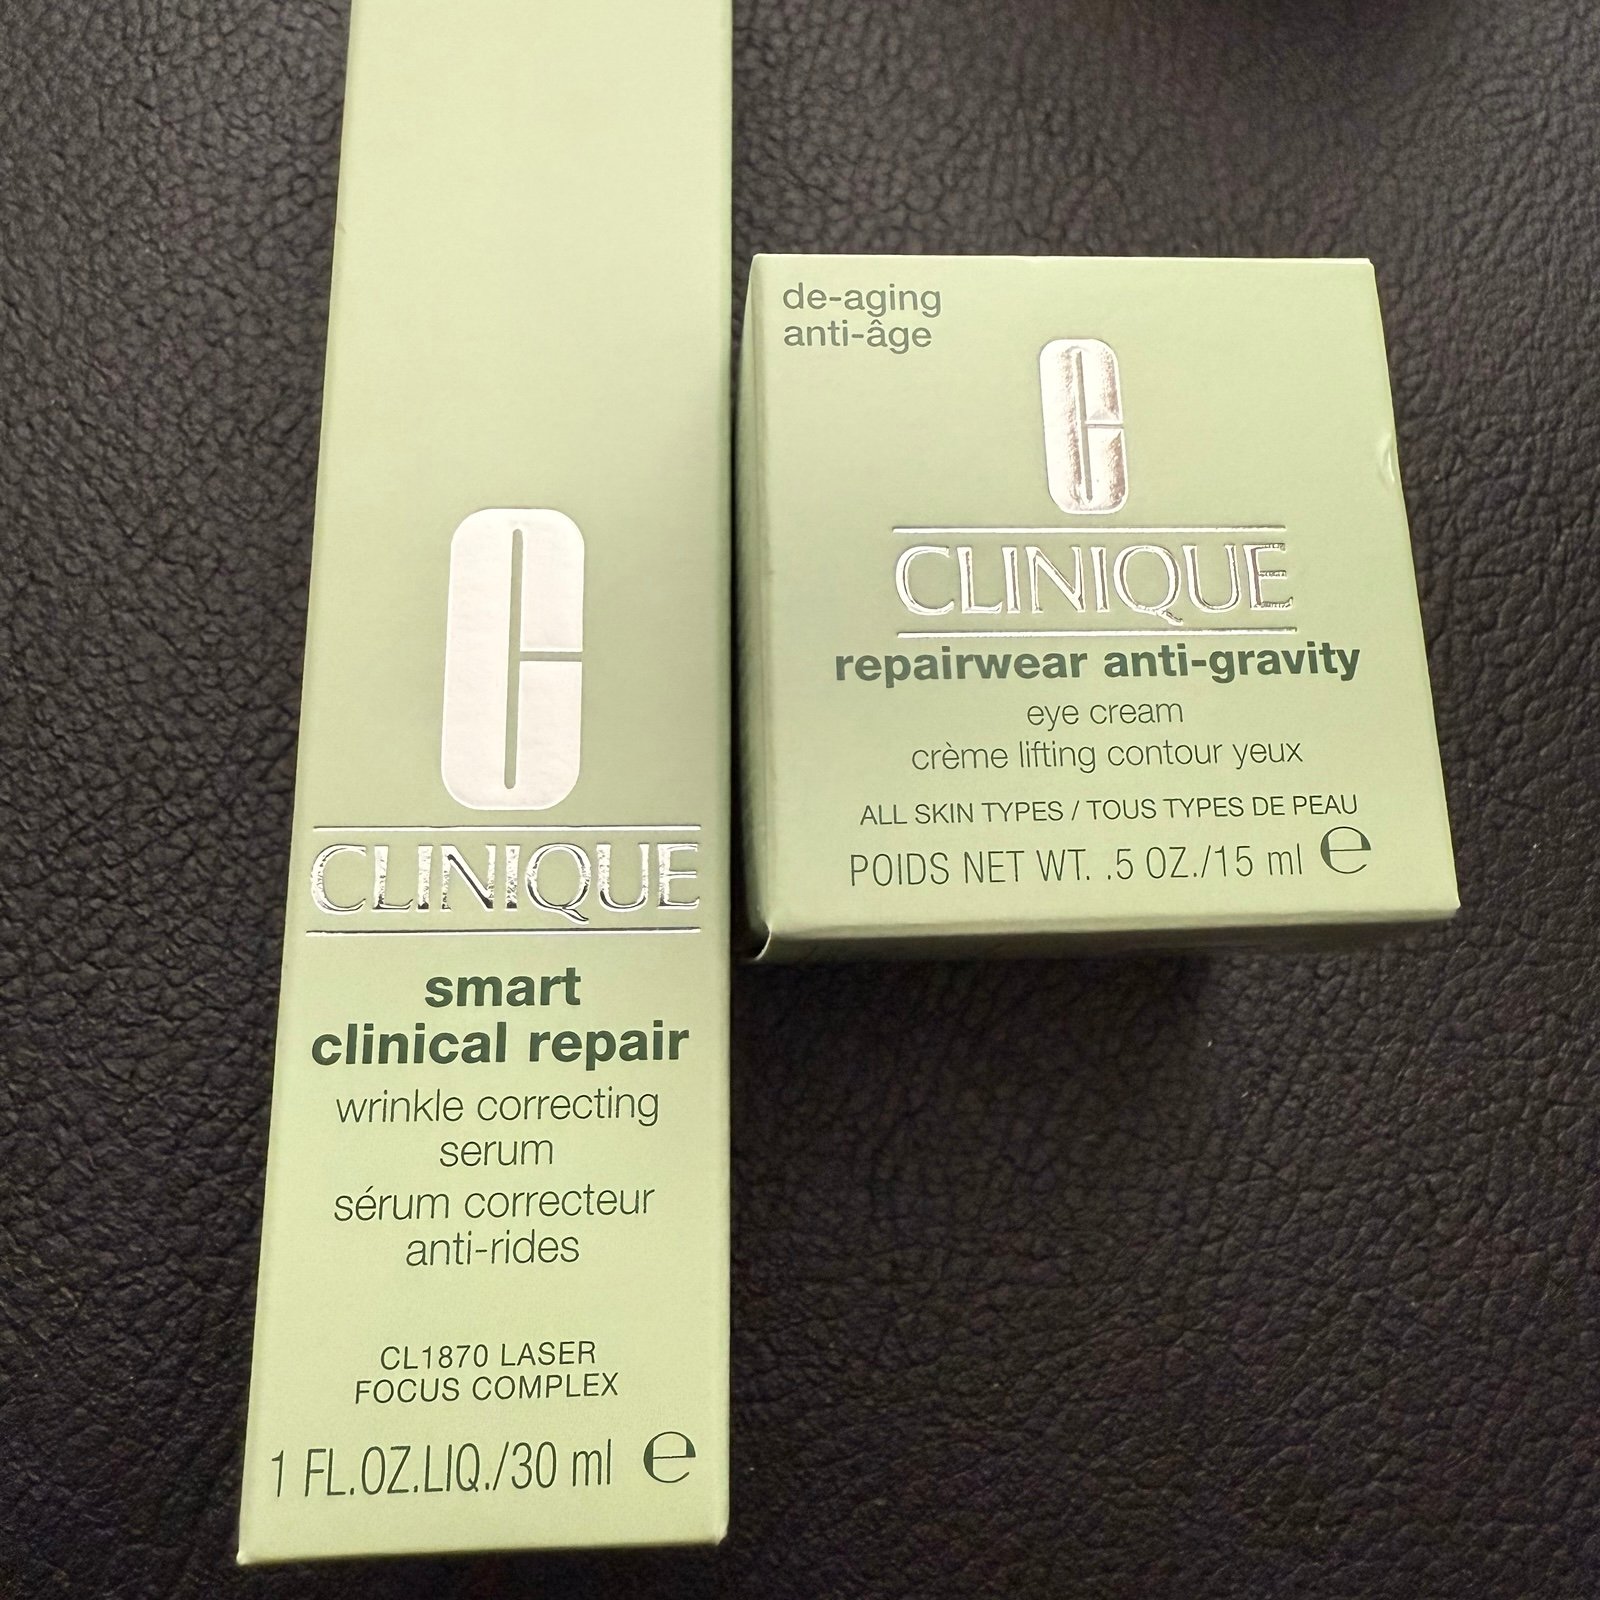 C
CLINIQUE
smart
clinical repair
wrinkle correcting
serum
sérum correcteur
anti-rides
CL1870 LASER
FOCUS COMPLEX
1 FL.OZ.LIQ./30 ml ℮
de-aging
anti-âge
C
CLINIQUE
repairwear anti-gravity
eye cream
crème lifting contour yeux
ALL SKIN TYPES / TOUS TYPES DE PEAU
POIDS NET WT. .5 OZ./15 ml ℮